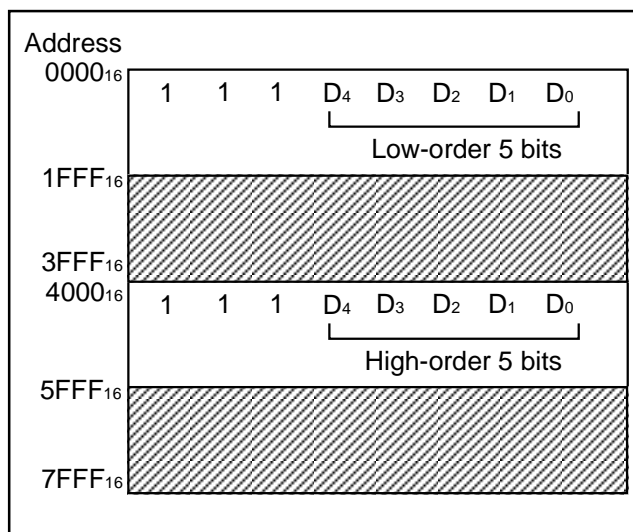 Address
0000₁₆
1 1 1 D₄ D₃ D₂ D₁ D₀
Low-order 5 bits
1FFF₁₆
3FFF₁₆
4000₁₆
1 1 1 D₄ D₃ D₂ D₁ D₀
High-order 5 bits
5FFF₁₆
7FFF₁₆